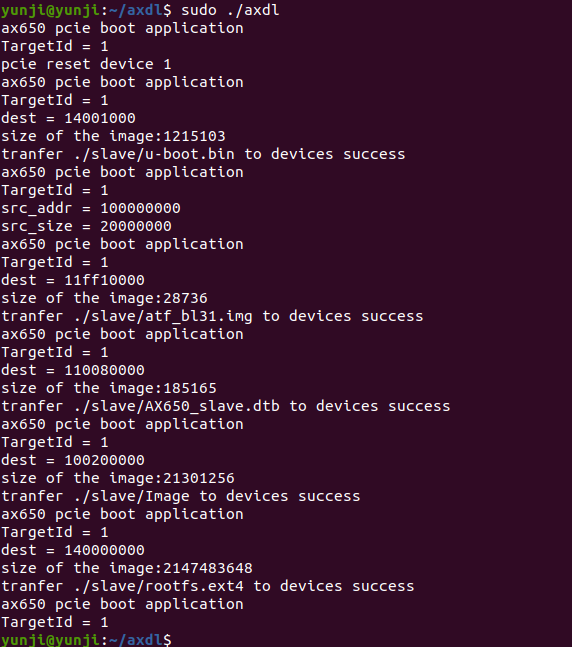 yunji@yunji:~/axdl$ sudo ./axdl
ax650 pcie boot application
TargetId = 1
pcie reset device 1
ax650 pcie boot application
TargetId = 1
dest = 14001000
size of the image:1215103
tranfer ./slave/u-boot.bin to devices success
ax650 pcie boot application
TargetId = 1
src_addr = 100000000
src_size = 20000000
ax650 pcie boot application
TargetId = 1
dest = 11ff10000
size of the image:28736
tranfer ./slave/atf_bl31.img to devices success
ax650 pcie boot application
TargetId = 1
dest = 110080000
size of the image:185165
tranfer ./slave/AX650_slave.dtb to devices success
ax650 pcie boot application
TargetId = 1
dest = 100200000
size of the image:21301256
tranfer ./slave/Image to devices success
ax650 pcie boot application
TargetId = 1
dest = 140000000
size of the image:2147483648
tranfer ./slave/rootfs.ext4 to devices success
ax650 pcie boot application
TargetId = 1
yunji@yunji:~/axdl$